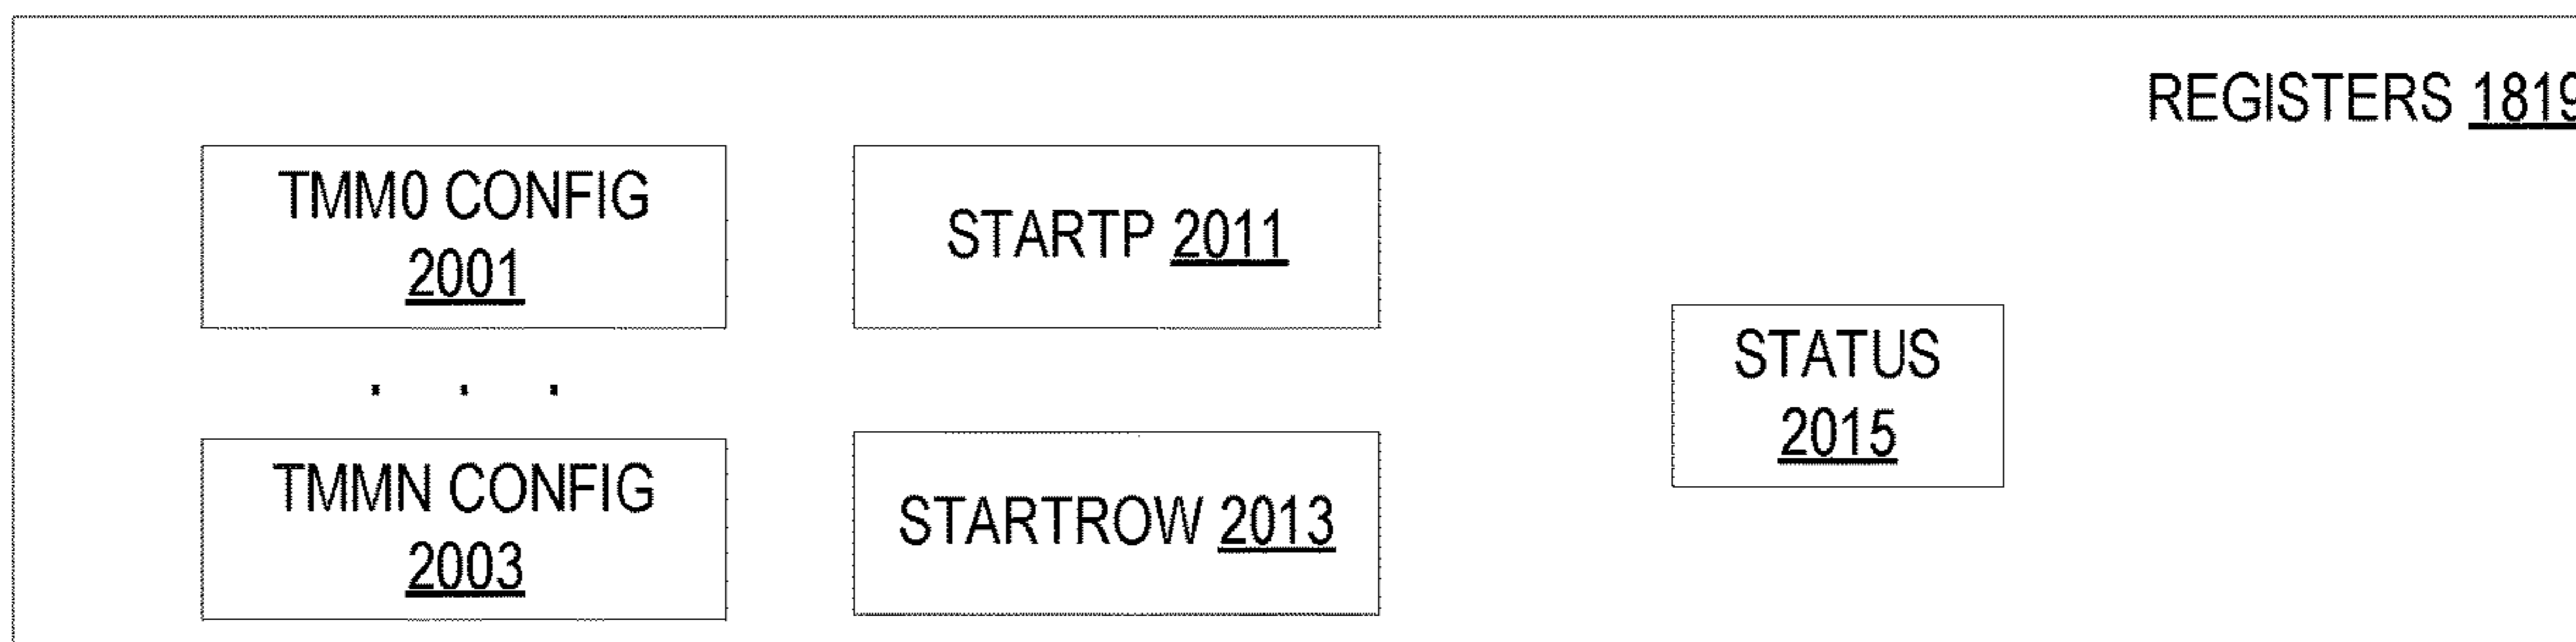 REGISTERS 1819
TMM0 CONFIG
2001
STARTP 2011
STATUS
2015
. . .
TMMN CONFIG
2003
STARTROW 2013